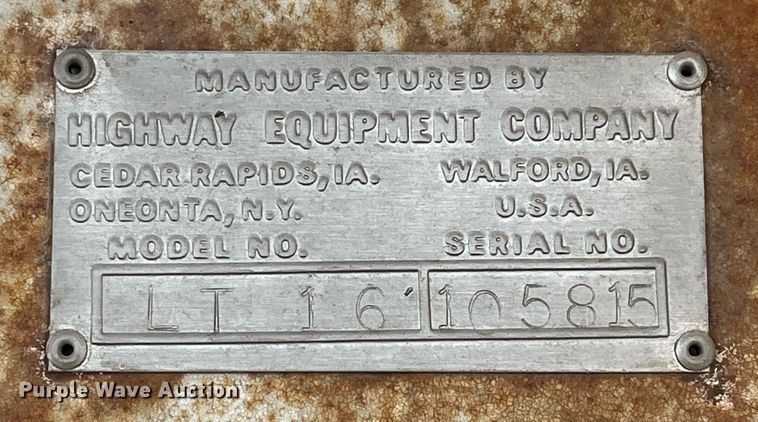 MANUFACTURED BY
HIGHWAY EQUIPMENT COMPANY
CEDAR RAPIDS, IA. WALFORD, IA.
ONEONTA, N.Y. U.S.A.
MODEL NO. SERIAL NO.
LT 16' 105815
Purple Wave Auction